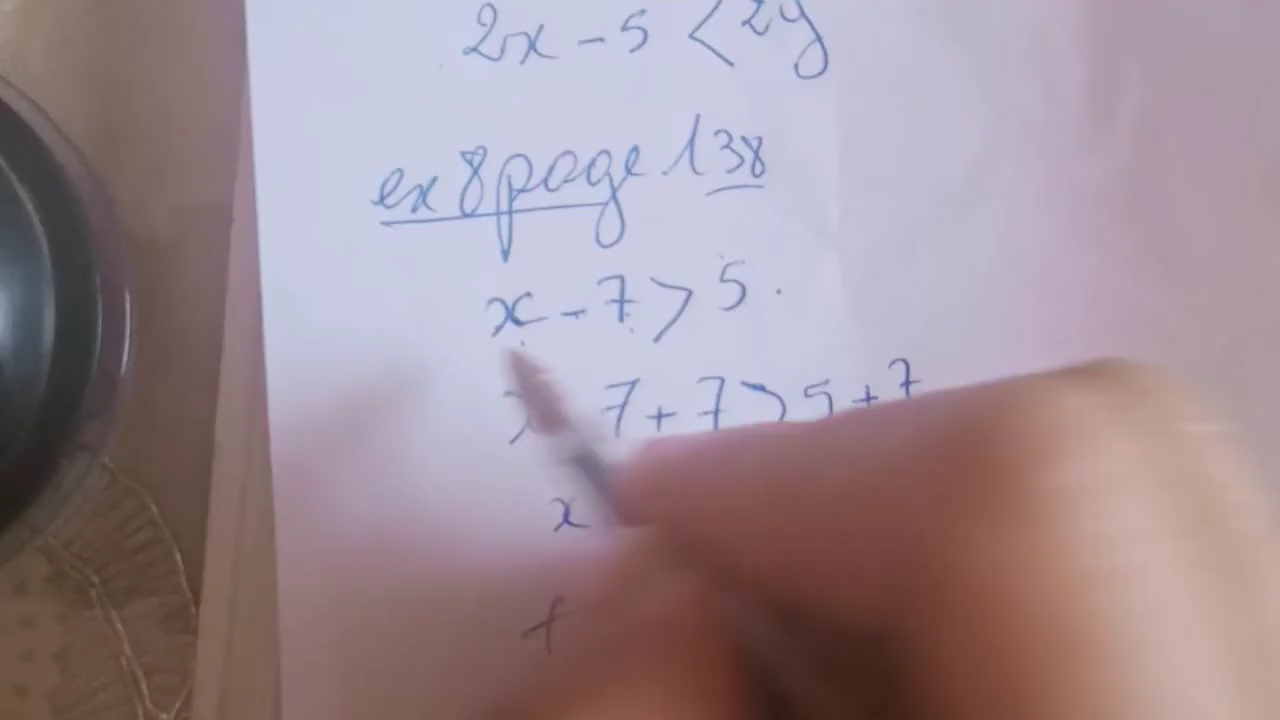 2x - 5 < 2y
ex 8 page 138
x - 7 > 5.
7 + 7 > 5 + 7
x